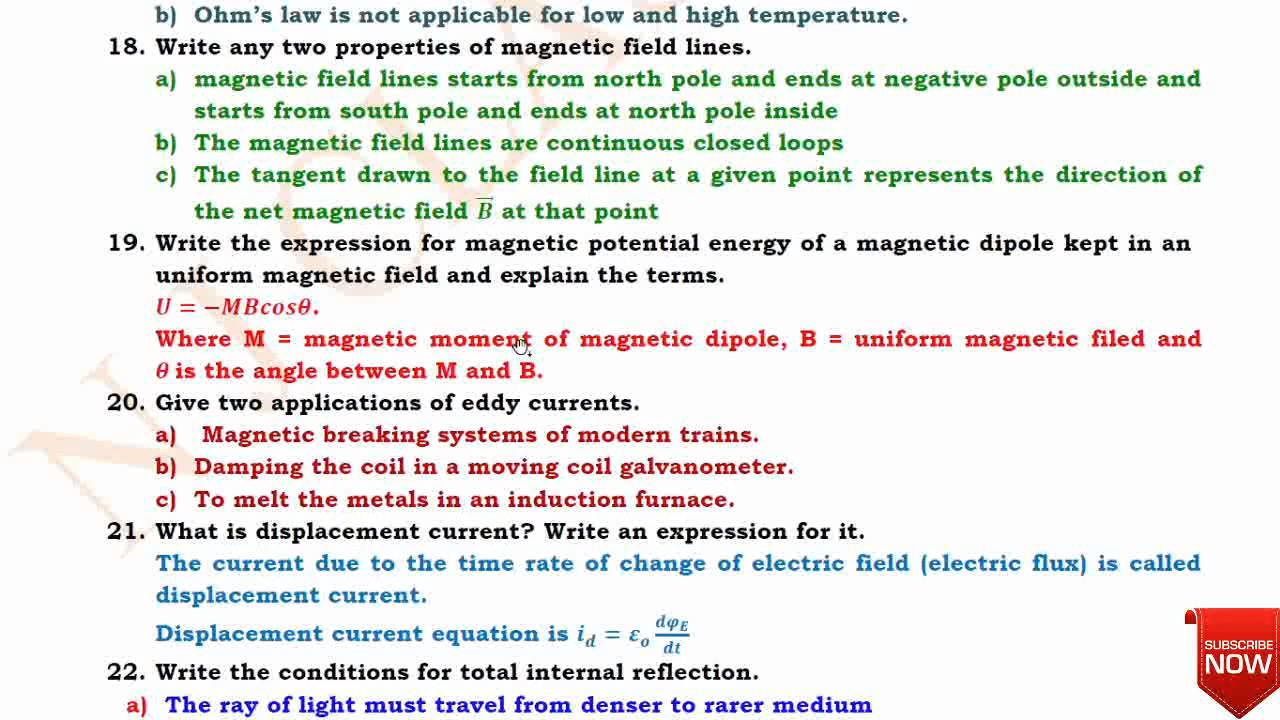 b) Ohm's law is not applicable for low and high temperature.
18. Write any two properties of magnetic field lines.
a) magnetic field lines starts from north pole and ends at negative pole outside and
starts from south pole and ends at north pole inside
b) The magnetic field lines are continuous closed loops
c) The tangent drawn to the field line at a given point represents the direction of
the net magnetic field $\vec{B}$ at that point
19. Write the expression for magnetic potential energy of a magnetic dipole kept in an
uniform magnetic field and explain the terms.
U = −MBcosθ.
Where M = magnetic moment of magnetic dipole, B = uniform magnetic filed and
θ is the angle between M and B.
20. Give two applications of eddy currents.
a) Magnetic breaking systems of modern trains.
b) Damping the coil in a moving coil galvanometer.
c) To melt the metals in an induction furnace.
21. What is displacement current? Write an expression for it.
The current due to the time rate of change of electric field (electric flux) is called
displacement current.
Displacement current equation is $i_d = \varepsilon_o \frac{d\varphi_E}{dt}$
22. Write the conditions for total internal reflection.
a) The ray of light must travel from denser to rarer medium
SUBSCRIBE
NOW